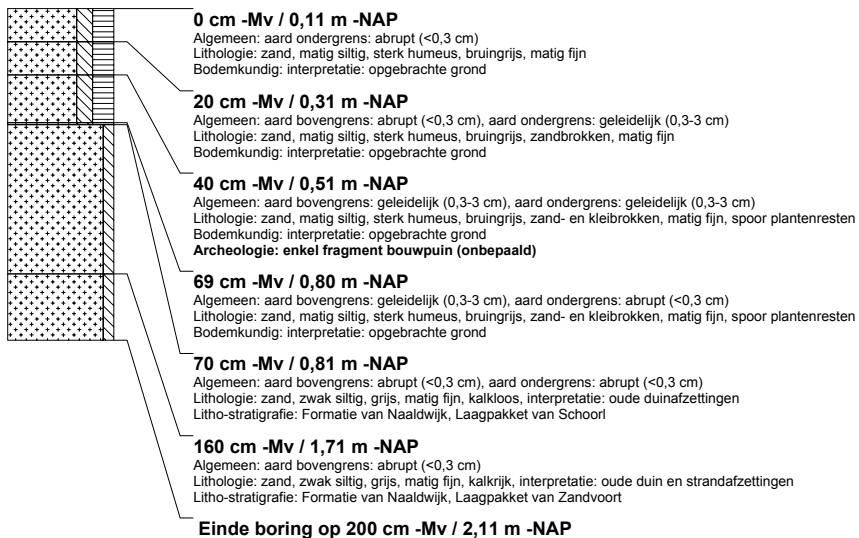 0 cm -Mv / 0,11 m -NAP
Algemeen: aard ondergrens: abrupt (<0,3 cm)
Lithologie: zand, matig siltig, sterk humeus, bruingrijs, matig fijn
Bodemkundig: interpretatie: opgebrachte grond
20 cm -Mv / 0,31 m -NAP
Algemeen: aard bovengrens: abrupt (<0,3 cm), aard ondergrens: geleidelijk (0,3-3 cm)
Lithologie: zand, matig siltig, sterk humeus, bruingrijs, zandbrokken, matig fijn
Bodemkundig: interpretatie: opgebrachte grond
40 cm -Mv / 0,51 m -NAP
Algemeen: aard bovengrens: geleidelijk (0,3-3 cm), aard ondergrens: geleidelijk (0,3-3 cm)
Lithologie: zand, matig siltig, sterk humeus, bruingrijs, zand- en kleibrokken, matig fijn, spoor plantenresten
Bodemkundig: interpretatie: opgebrachte grond
Archeologie: enkel fragment bouwpuin (onbepaald)
69 cm -Mv / 0,80 m -NAP
Algemeen: aard bovengrens: geleidelijk (0,3-3 cm), aard ondergrens: abrupt (<0,3 cm)
Lithologie: zand, matig siltig, sterk humeus, bruingrijs, zand- en kleibrokken, matig fijn, spoor plantenresten
Bodemkundig: interpretatie: opgebrachte grond
70 cm -Mv / 0,81 m -NAP
Algemeen: aard bovengrens: abrupt (<0,3 cm), aard ondergrens: abrupt (<0,3 cm)
Lithologie: zand, zwak siltig, grijs, matig fijn, kalkloos, interpretatie: oude duinafzettingen
Litho-stratigrafie: Formatie van Naaldwijk, Laagpakket van Schoorl
160 cm -Mv / 1,71 m -NAP
Algemeen: aard bovengrens: abrupt (<0,3 cm)
Lithologie: zand, zwak siltig, grijs, matig fijn, kalkrijk, interpretatie: oude duin en strandafzettingen
Litho-stratigrafie: Formatie van Naaldwijk, Laagpakket van Zandvoort
Einde boring op 200 cm -Mv / 2,11 m -NAP